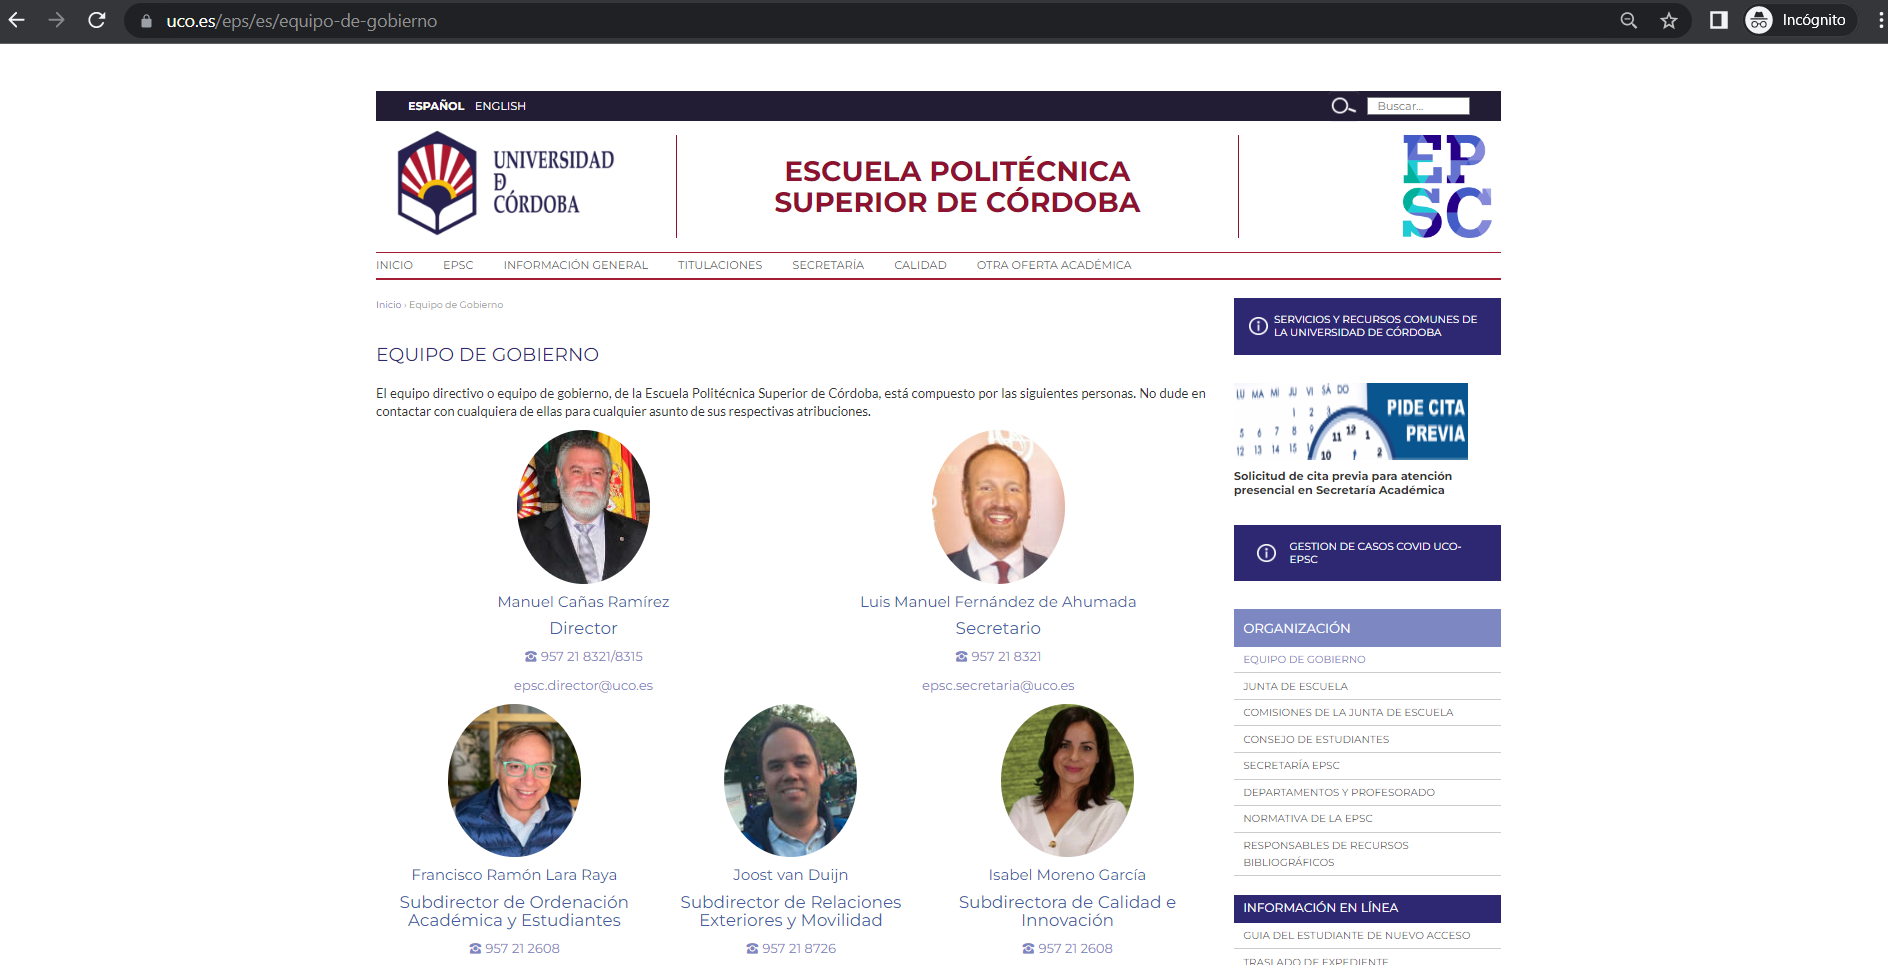 uco.es/eps/es/equipo-de-gobierno
Incógnito
ESPAÑOL ENGLISH
Buscar...
UNIVERSIDAD
D
CÓRDOBA
ESCUELA POLITÉCNICA
SUPERIOR DE CÓRDOBA
EP
SC
INICIO EPSC INFORMACIÓN GENERAL TITULACIONES SECRETARÍA CALIDAD OTRA OFERTA ACADÉMICA
Inicio › Equipo de Gobierno
EQUIPO DE GOBIERNO
El equipo directivo o equipo de gobierno, de la Escuela Politécnica Superior de Córdoba, está compuesto por las siguientes personas. No dude en
contactar con cualquiera de ellas para cualquier asunto de sus respectivas atribuciones.
Manuel Cañas Ramírez
Director
957 21 8321/8315
epsc.director@uco.es
Luis Manuel Fernández de Ahumada
Secretario
957 21 8321
epsc.secretaria@uco.es
Francisco Ramón Lara Raya
Subdirector de Ordenación
Académica y Estudiantes
957 21 2608
Joost van Duijn
Subdirector de Relaciones
Exteriores y Movilidad
957 21 8726
Isabel Moreno García
Subdirectora de Calidad e
Innovación
957 21 2608
SERVICIOS Y RECURSOS COMUNES DE
LA UNIVERSIDAD DE CÓRDOBA
LU MA MI JU VI SÁ DO
1 2 3
5 6 7 8 9
12 13 14 15 1
11 12 1
10 2
PIDE CITA
PREVIA
Solicitud de cita previa para atención
presencial en Secretaría Académica
GESTION DE CASOS COVID UCO-
EPSC
ORGANIZACIÓN
EQUIPO DE GOBIERNO
JUNTA DE ESCUELA
COMISIONES DE LA JUNTA DE ESCUELA
CONSEJO DE ESTUDIANTES
SECRETARÍA EPSC
DEPARTAMENTOS Y PROFESORADO
NORMATIVA DE LA EPSC
RESPONSABLES DE RECURSOS
BIBLIOGRÁFICOS
INFORMACIÓN EN LÍNEA
GUIA DEL ESTUDIANTE DE NUEVO ACCESO
TRASLADO DE EXPEDIENTE